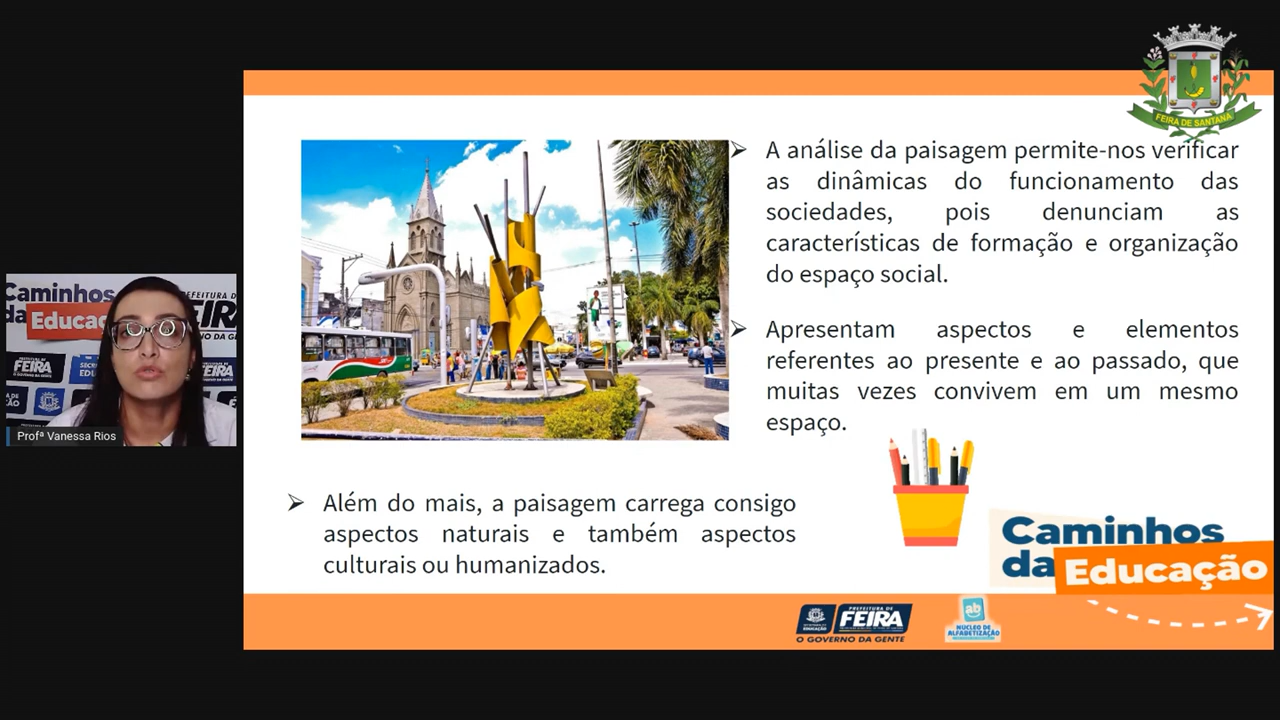 FEIRA DE SANTANA
A análise da paisagem permite-nos verificar
as dinâmicas do funcionamento das
sociedades, pois denunciam as
características de formação e organização
do espaço social.
Apresentam aspectos e elementos
referentes ao presente e ao passado, que
muitas vezes convivem em um mesmo
espaço.
Além do mais, a paisagem carrega consigo
aspectos naturais e também aspectos
culturais ou humanizados.
Caminhos
da Educação
PREFEITURA DE
FEIRA
O GOVERNO DA GENTE
ab
NÚCLEO DE
ALFABETIZAÇÃO
Caminhos
da Educaç
FEIRA
Profª Vanessa Rios